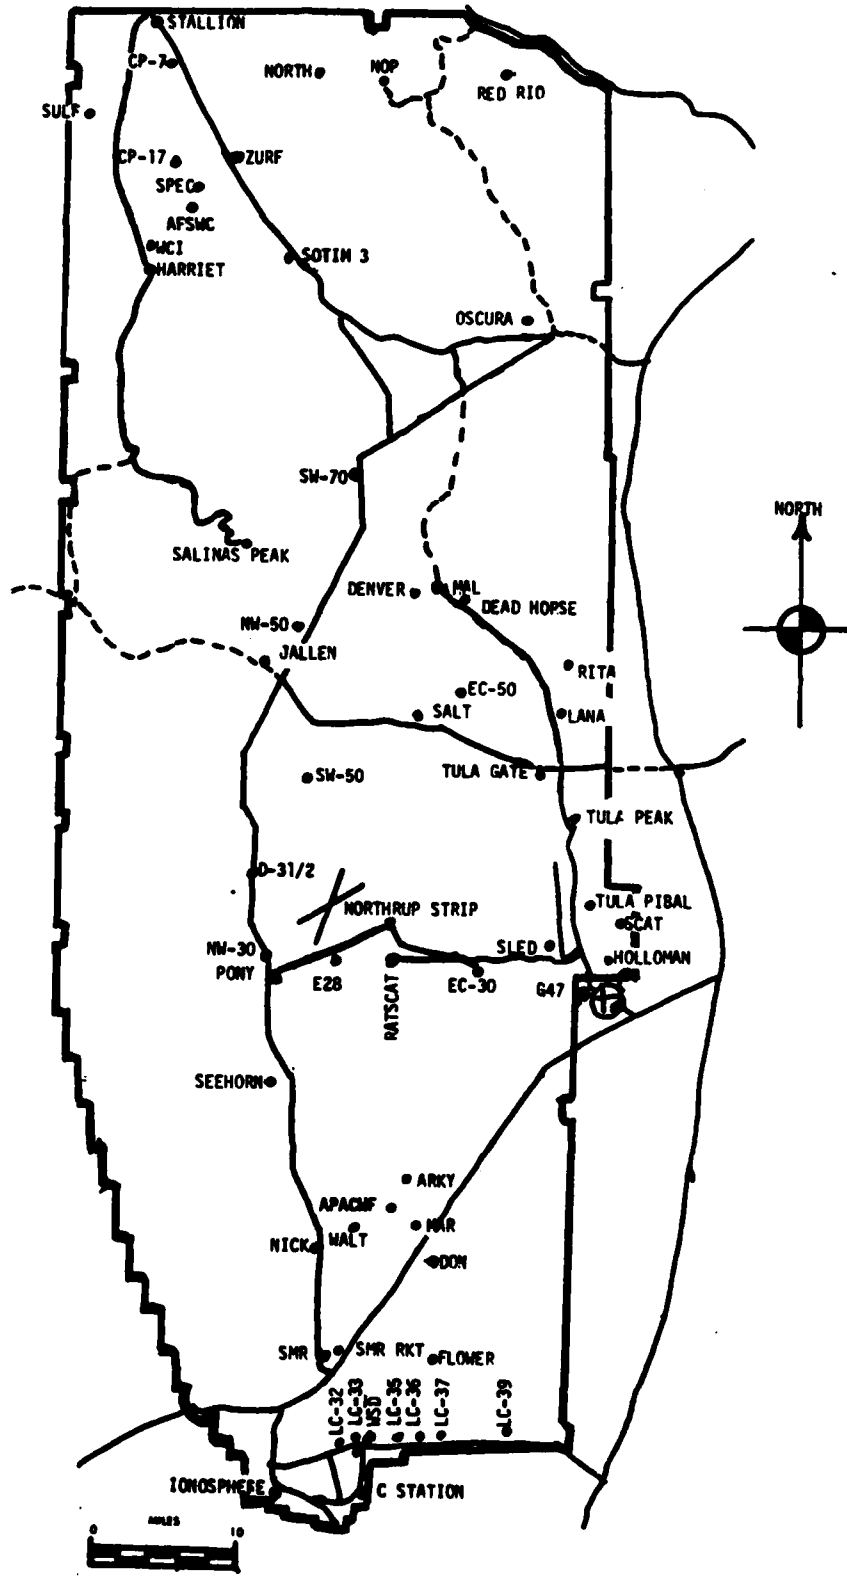 STALLION
CP-7
NORTH
NOP
RED RIO
SULF
CP-17
ZURF
SPEC
AFSWC
WCI
HARRIET
SOTIM 3
OSCURA
SW-70
NORTH
SALINAS PEAK
DENVER
MAL
DEAD HORSE
NW-50
JALLEN
RITA
EC-50
SALT
LANA
SW-50
TULA GATE
TULA PEAK
D-31/2
NORTHRUP STRIP
TULA PIBAL
SCAT
NW-30
SLED
HOLLOMAN
PONY
E28
RATSCAT
EC-30
G47
SEEHORN
ARKY
APACWF
MAR
WALT
NICK
DON
SMR
SMR RKT
FLOWER
LC-32
LC-33
WSD
LC-35
LC-36
LC-37
LC-39
IONOSPHERE
C STATION
MILES
0 10